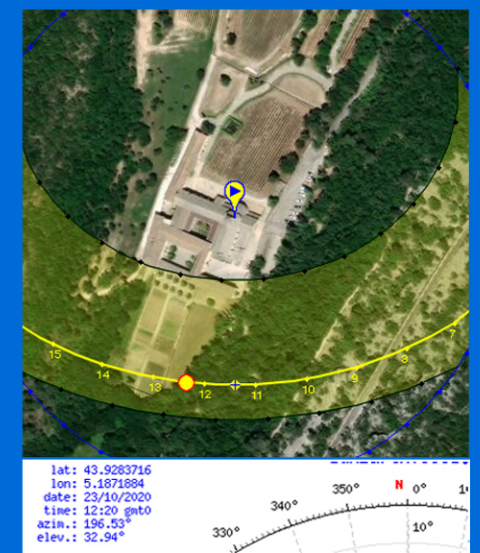 15
14
13
12
11
10
9
8
7
lat: 43.9283716
lon: 5.1871884
date: 23/10/2020
time: 12:20 gmt0
azim.: 196.53°
elev.: 32.94°
330°
340°
350°
N
0°
10°